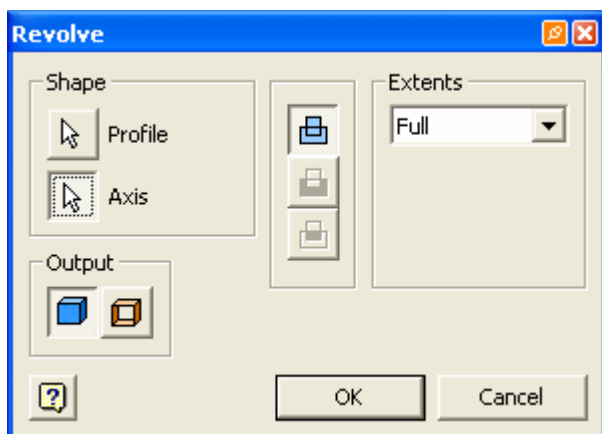 Revolve
Shape
Profile
Axis
Extents
Full
Output
?
OK
Cancel